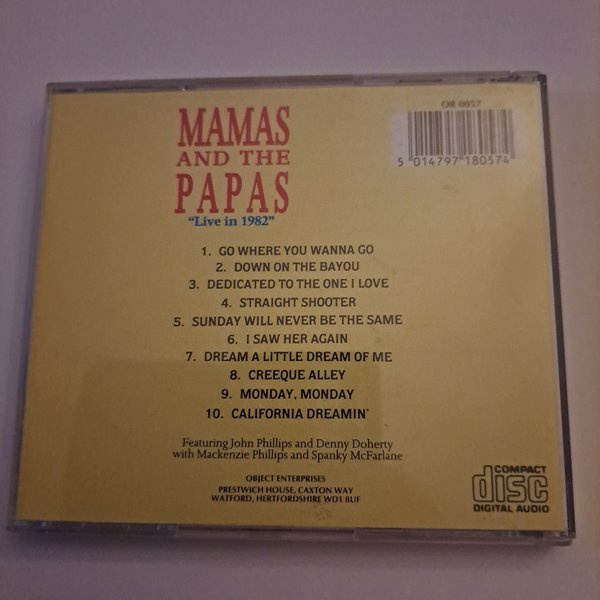 MAMAS
AND THE
PAPAS
"Live in 1982"
OR 0057
5 014797 180574
1. GO WHERE YOU WANNA GO
2. DOWN ON THE BAYOU
3. DEDICATED TO THE ONE I LOVE
4. STRAIGHT SHOOTER
5. SUNDAY WILL NEVER BE THE SAME
6. I SAW HER AGAIN
7. DREAM A LITTLE DREAM OF ME
8. CREEQUE ALLEY
9. MONDAY, MONDAY
10. CALIFORNIA DREAMIN'
Featuring John Phillips and Denny Doherty
with Mackenzie Phillips and Spanky McFarlane
OBJECT ENTERPRISES
PRESTWICH HOUSE, CAXTON WAY
WATFORD, HERTFORDSHIRE WD1 8UF
COMPACT
disc
DIGITAL AUDIO